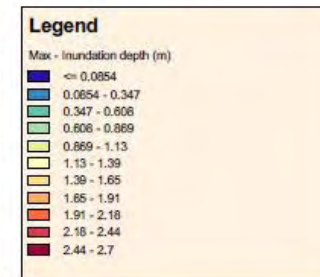 Legend
Max - Inundation depth (m)
<= 0.0854
0.0854 - 0.347
0.347 - 0.608
0.608 - 0.869
0.869 - 1.13
1.13 - 1.39
1.39 - 1.65
1.65 - 1.91
1.91 - 2.18
2.18 - 2.44
2.44 - 2.7